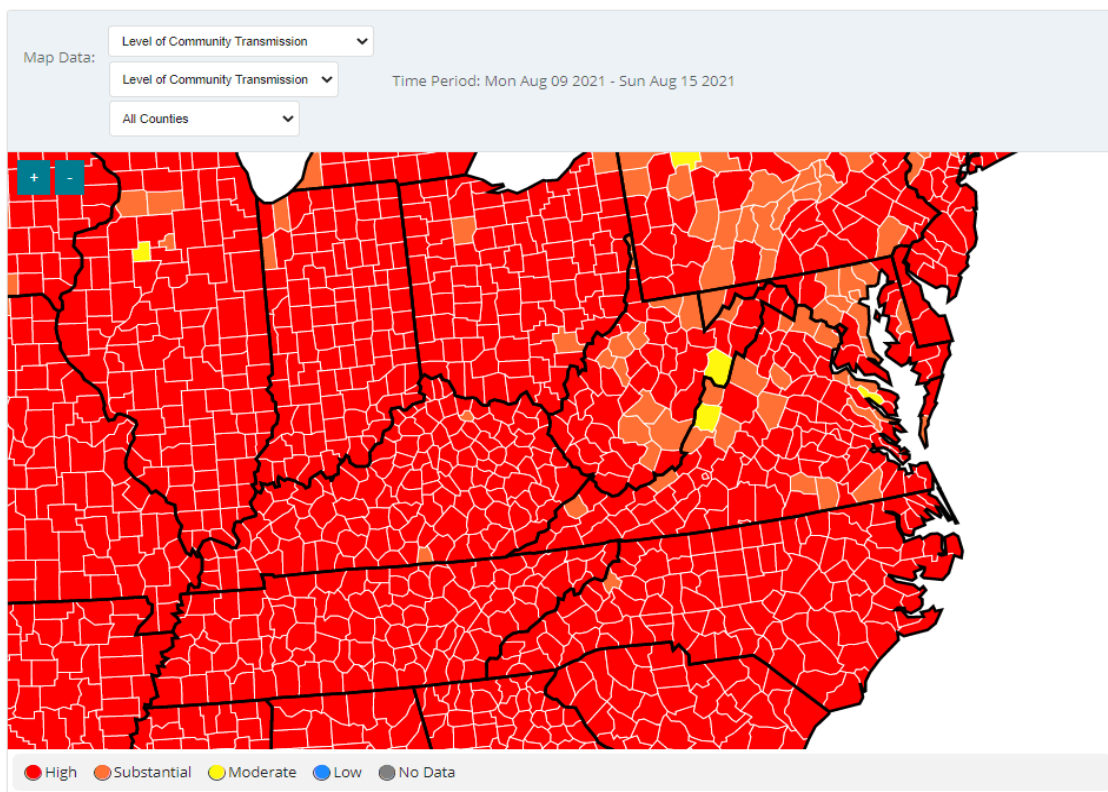 Map Data:
Level of Community Transmission
Level of Community Transmission
All Counties
Time Period: Mon Aug 09 2021 - Sun Aug 15 2021
+ -
High Substantial Moderate Low No Data